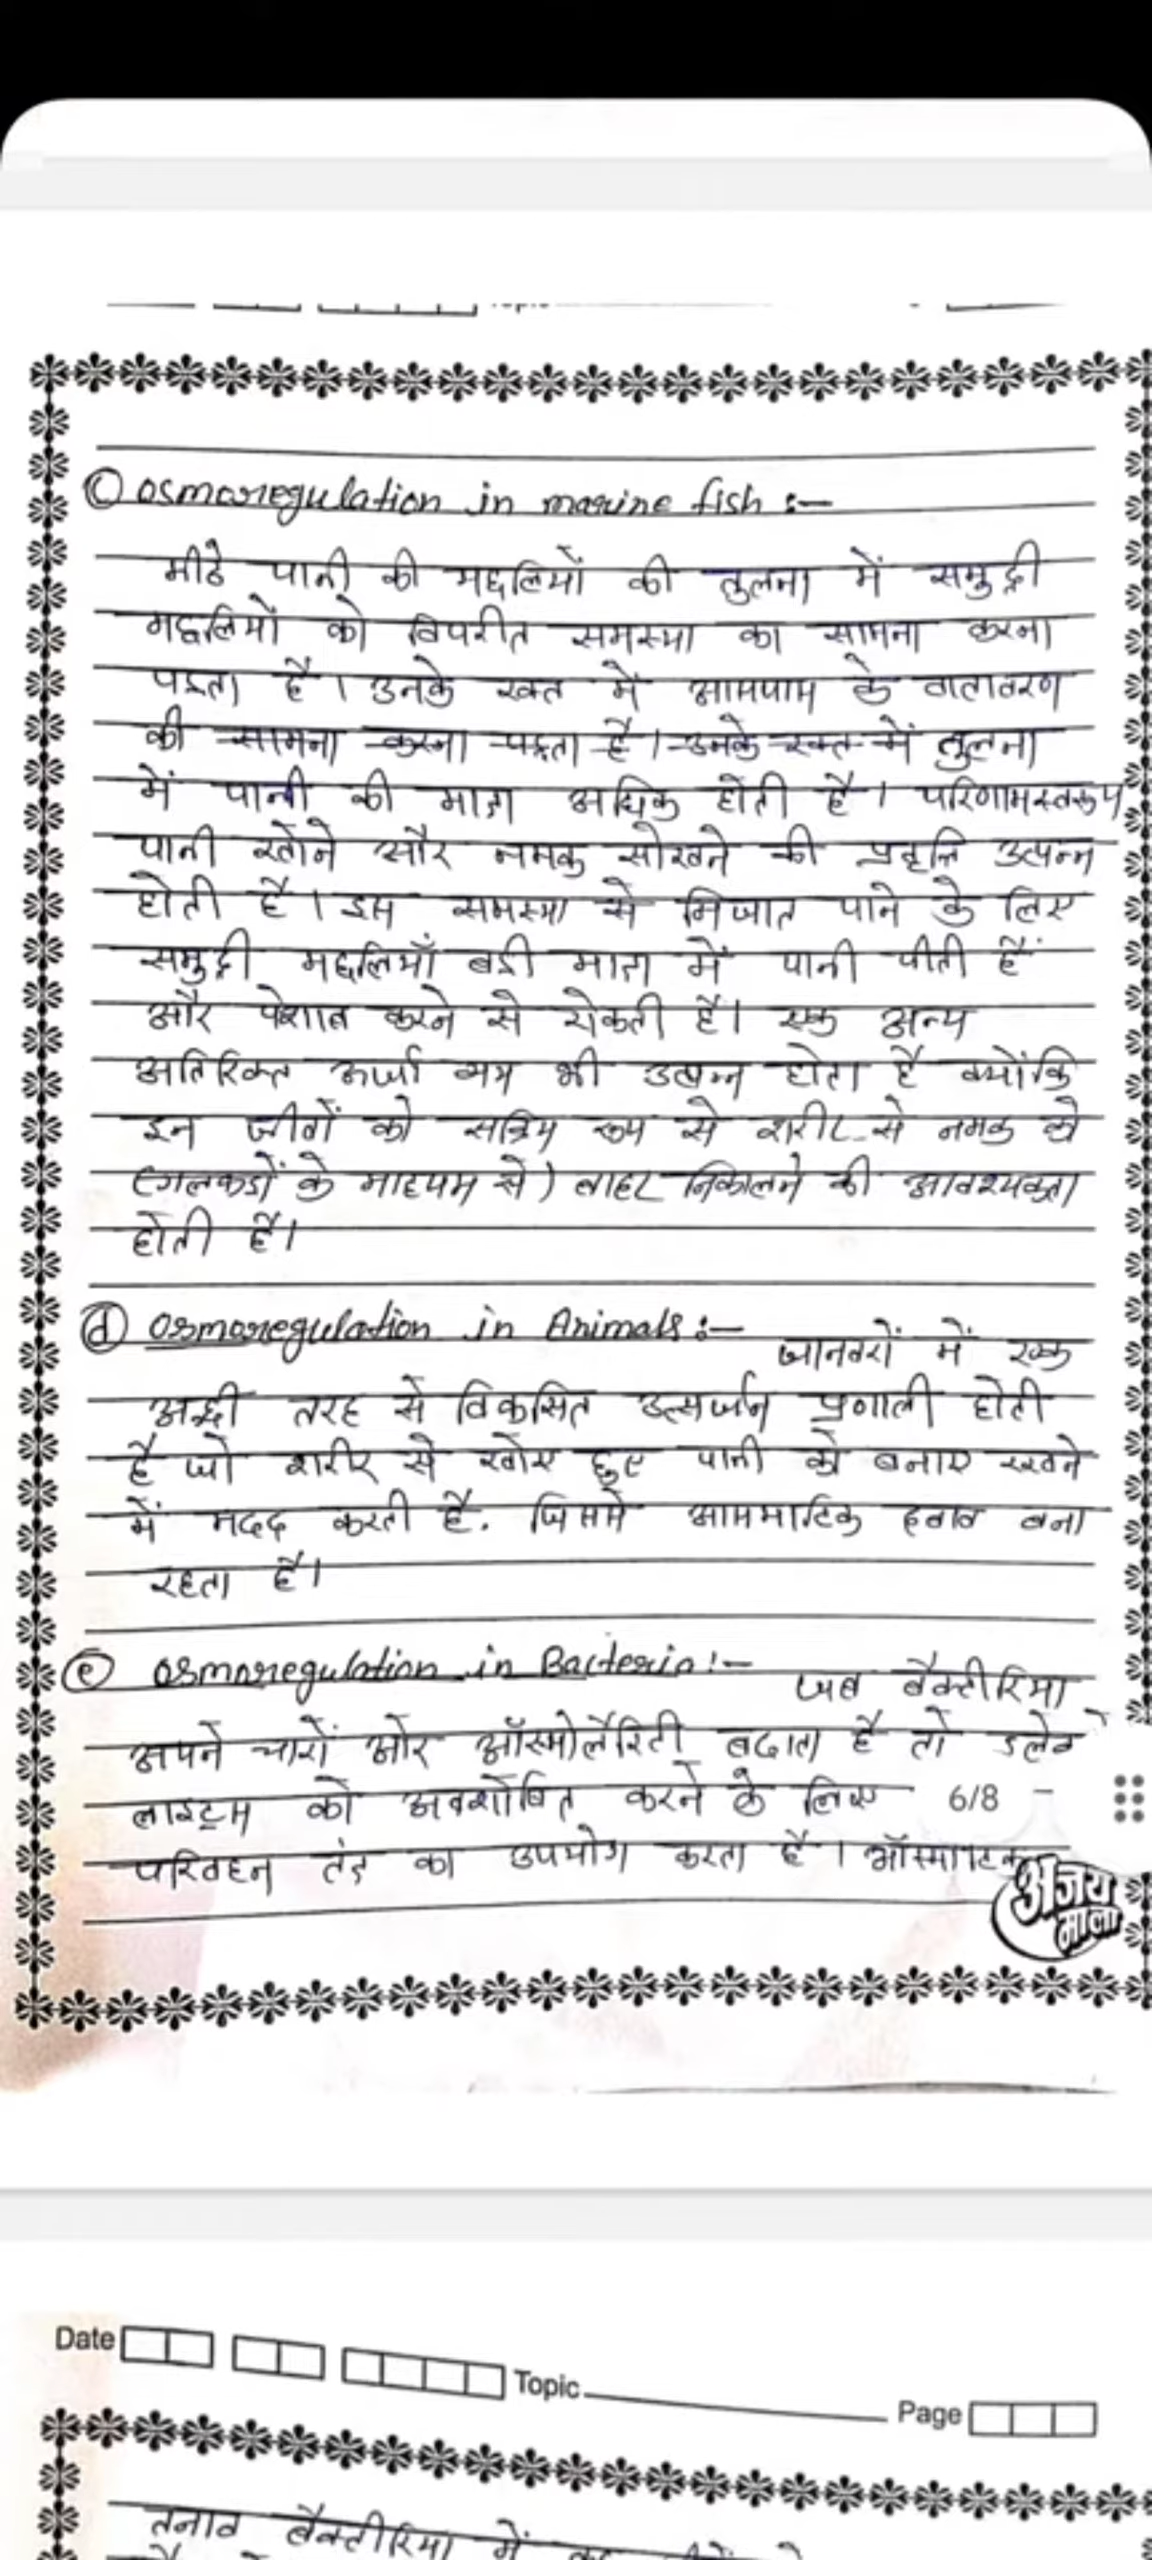 © osmoregulation in marine fish :-
मीठे पानी की मछलियों की तुलना में समुद्री
मछलियों को विपरीत समस्या का सामना करना
पड़ता है। उनके रक्त में आसपास के वातावरण
की सामना करना पड़ता है। उनके रक्त में तुलना
में पानी की मात्रा अधिक होती है। परिणामस्वरूप
पानी खोने और नमक सोखने की प्रवृत्ति उत्पन्न
होती है। इस समस्या से निजात पाने के लिए
समुद्री मछलियाँ बड़ी मात्रा में पानी पीती हैं
और पेशाब करने से रोकती है। एक अन्य
अतिरिक्त ऊर्जा व्यय भी उत्पन्न होता है क्योंकि
इन जीवों को सक्रिय रूप से शरीर से नमक को
(गलफडों के माध्यम से) बाहर निकालने की आवश्यकता
होती है।
ⓓ osmoregulation in Animals :- जानवरों में एक
अच्छी तरह से विकसित उत्सर्जन प्रणाली होती
है जो शरीर से खोए हुए पानी को बनाए रखने
में मदद करती है. जिससे आसमाटिक दबाव बना
रहता है।
ⓔ osmoregulation in Bacteria :- जब बैक्टीरिया
अपने चारों ओर ऑस्मोलैरिटी बढाता है तो इलेक
लाइट्स को अवशोषित करने के लिए 6/8
परिवहन तंत्र का उपयोग करता है। ऑस्माटिक
अजय
माला
Date Topic Page
तनाव बैक्टीरिया में